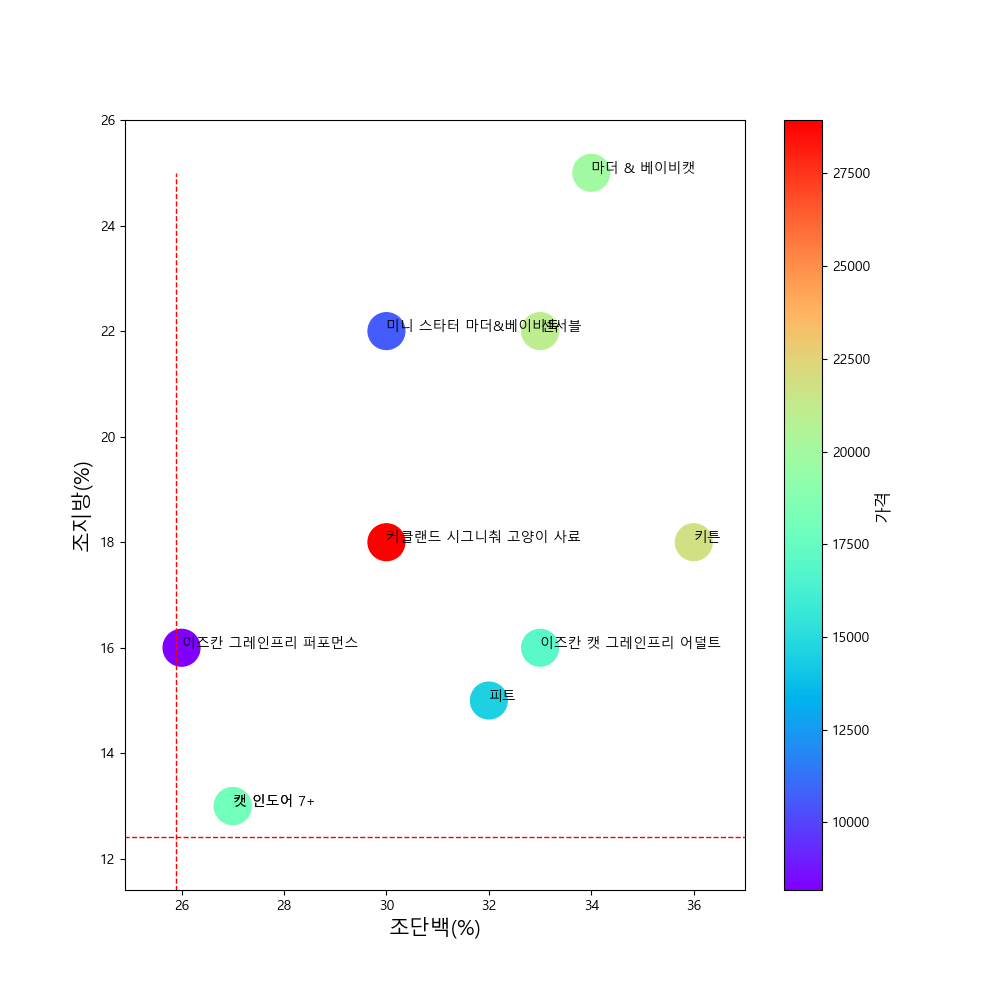 26
24
22
20
18
16
14
12
조지방(%)
마더 & 베이비캣
미니 스타터 마더&베이비독
센서블
커클랜드 시그니춰 고양이 사료
키튼
이즈칸 그레인프리 퍼포먼스
이즈칸 캣 그레인프리 어덜트
피트
캣 인도어 7+
26 28 30 32 34 36
조단백(%)
27500
25000
22500
20000
17500
15000
12500
10000
가격